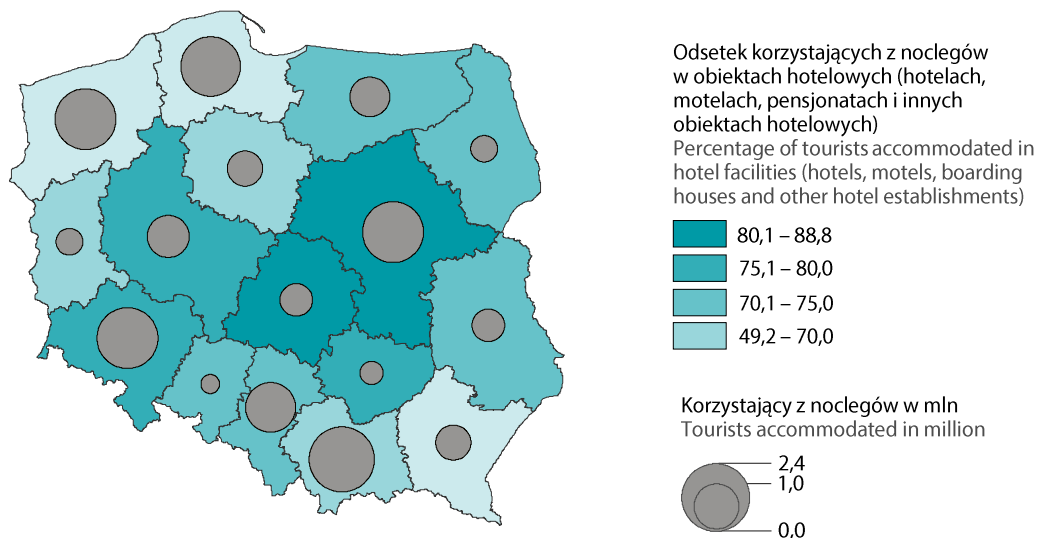 Odsetek korzystających z noclegów
w obiektach hotelowych (hotelach,
motelach, pensjonatach i innych
obiektach hotelowych)
Percentage of tourists accommodated in
hotel facilities (hotels, motels, boarding
houses and other hotel establishments)
80,1 – 88,8
75,1 – 80,0
70,1 – 75,0
49,2 – 70,0
Korzystający z noclegów w mln
Tourists accommodated in million
2,4
1,0
0,0